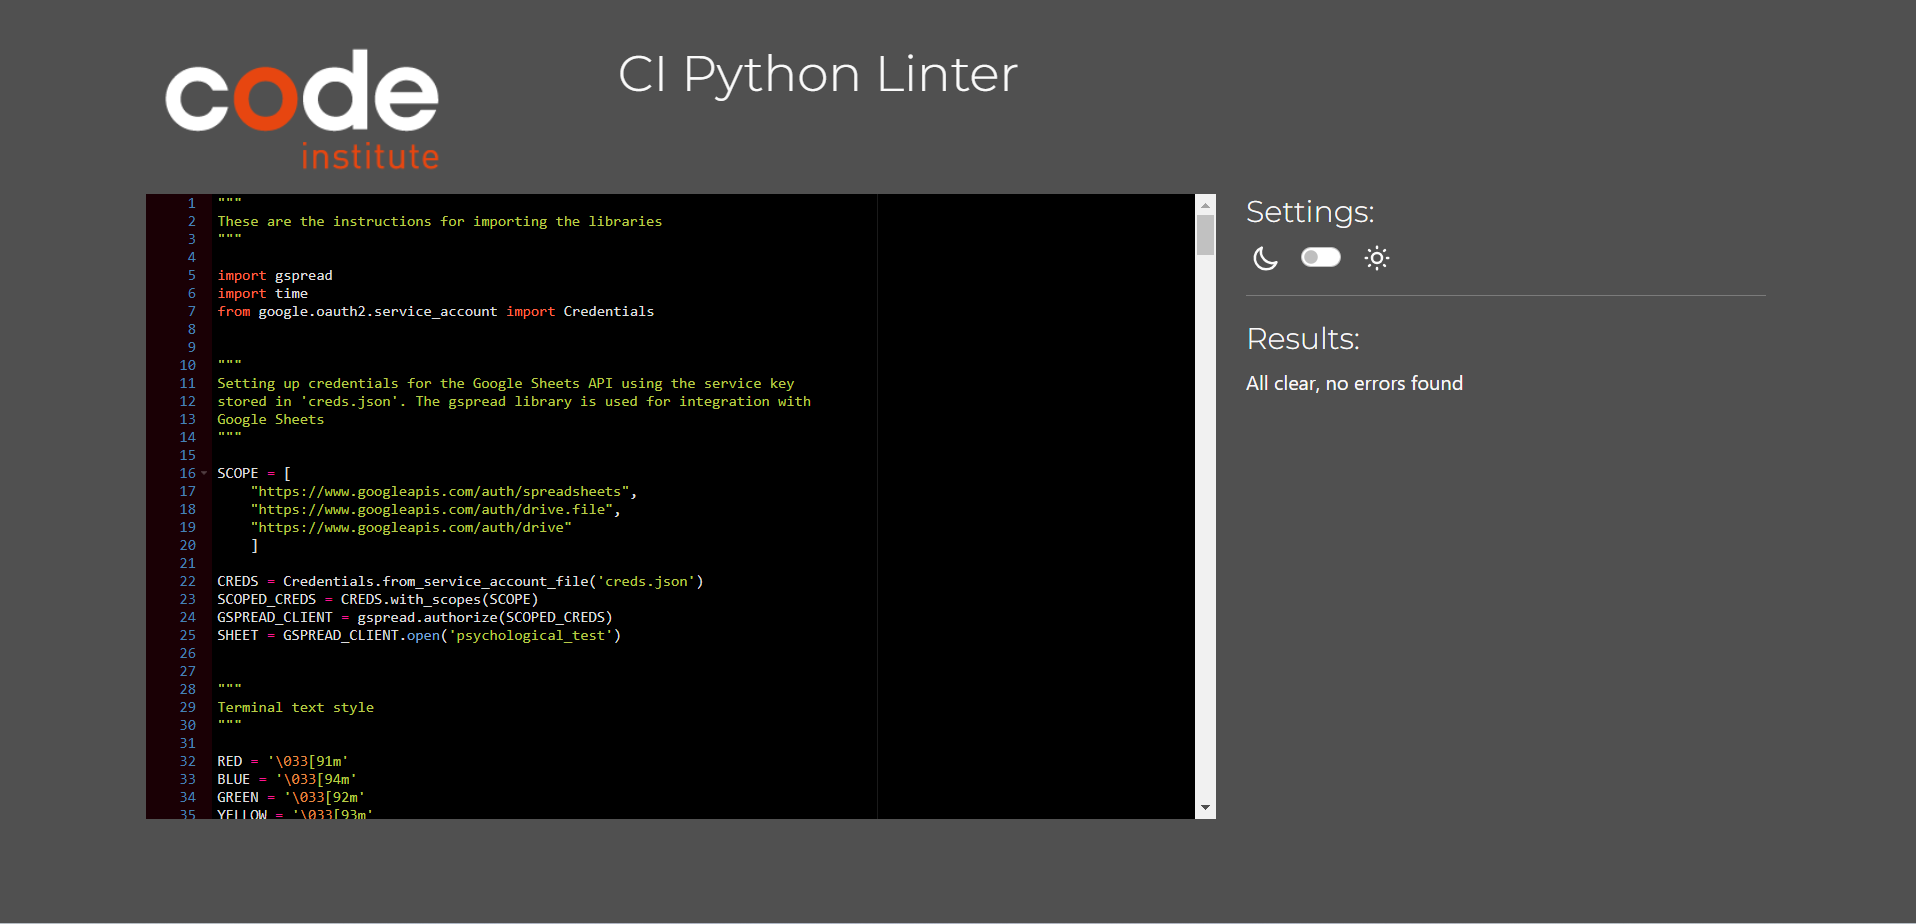 code
institute
CI Python Linter
1 """
2 These are the instructions for importing the libraries
3 """
4
5 import gspread
6 import time
7 from google.oauth2.service_account import Credentials
8
9
10 """
11 Setting up credentials for the Google Sheets API using the service key
12 stored in 'creds.json'. The gspread library is used for integration with
13 Google Sheets
14 """
15
16 SCOPE = [
17     "https://www.googleapis.com/auth/spreadsheets",
18     "https://www.googleapis.com/auth/drive.file",
19     "https://www.googleapis.com/auth/drive"
20     ]
21
22 CREDS = Credentials.from_service_account_file('creds.json')
23 SCOPED_CREDS = CREDS.with_scopes(SCOPE)
24 GSPREAD_CLIENT = gspread.authorize(SCOPED_CREDS)
25 SHEET = GSPREAD_CLIENT.open('psychological_test')
26
27
28 """
29 Terminal text style
30 """
31
32 RED = '\033[91m'
33 BLUE = '\033[94m'
34 GREEN = '\033[92m'
35 YELLOW = '\033[93m'
Settings:
Results:
All clear, no errors found